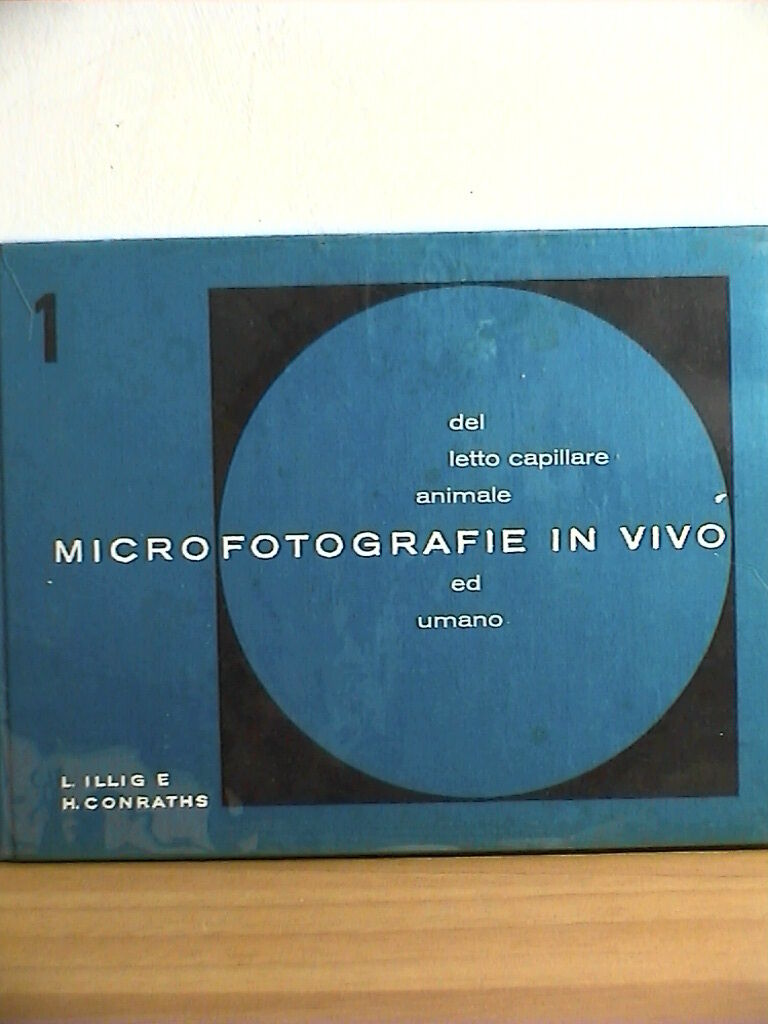 1
del
letto capillare
animale
MICROFOTOGRAFIE IN VIVO
ed
umano
L. ILLIG E
H. CONRATHS